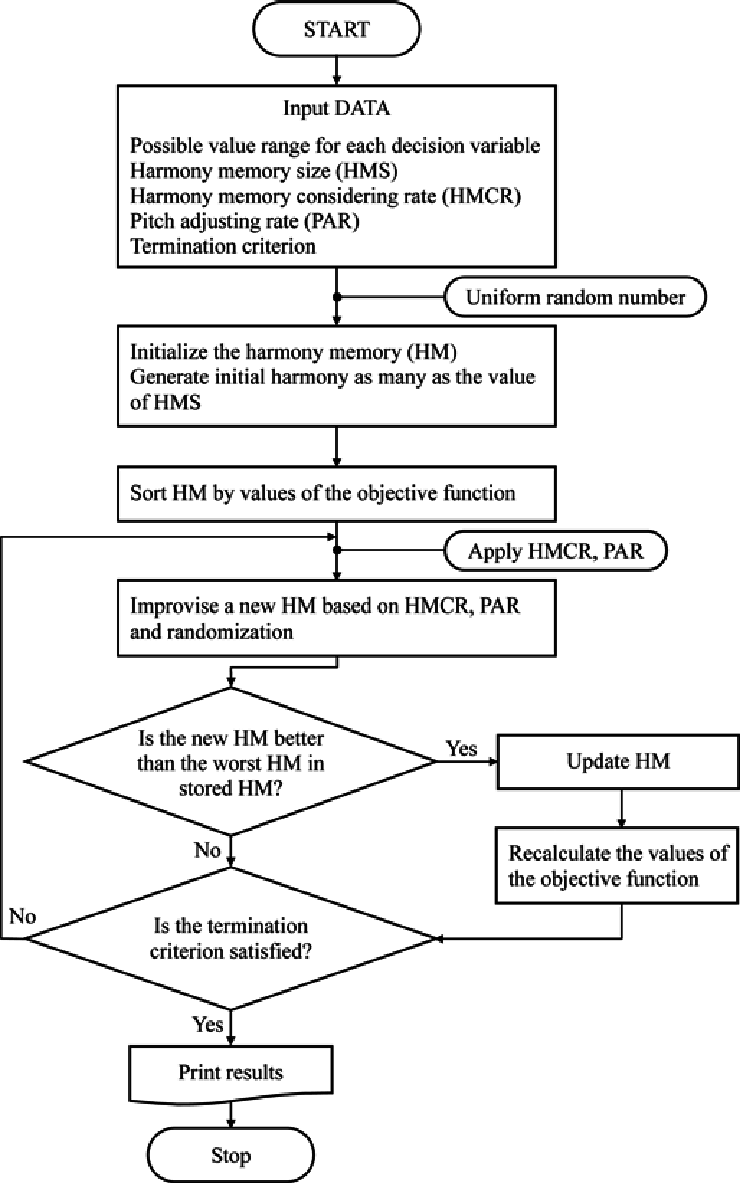 START
Input DATA
Possible value range for each decision variable
Harmony memory size (HMS)
Harmony memory considering rate (HMCR)
Pitch adjusting rate (PAR)
Termination criterion
Uniform random number
Initialize the harmony memory (HM)
Generate initial harmony as many as the value
of HMS
Sort HM by values of the objective function
Apply HMCR, PAR
Improvise a new HM based on HMCR, PAR
and randomization
Is the new HM better
than the worst HM in
stored HM?
Yes
Update HM
No
Recalculate the values of
the objective function
No
Is the termination
criterion satisfied?
Yes
Print results
Stop